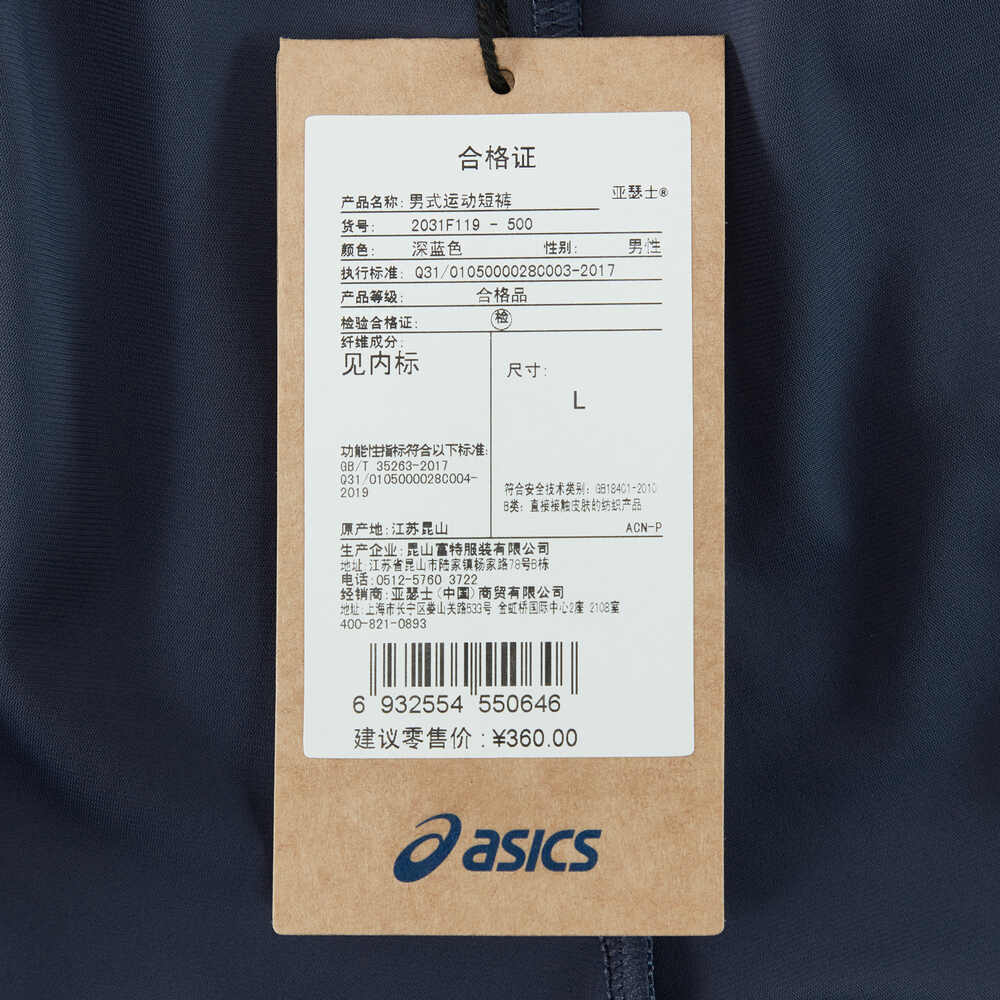 合格证
亚瑟士®
产品名称: 男式运动短裤
货号: 2031F119 - 500
颜色: 深蓝色 性别: 男性
执行标准: Q31/0105000028C003-2017
产品等级: 合格品
检验合格证: 检
纤维成分:
见内标
尺寸:
L
功能性指标符合以下标准:
GB/T 35263-2017
Q31/0105000028C004-
2019
符合安全技术类别: GB18401-2010
B类: 直接接触皮肤的纺织产品
原产地: 江苏昆山
ACN-P
生产企业: 昆山富特服装有限公司
地址: 江苏省昆山市陆家镇杨家路78号B栋
电话:0512-5760 3722
经销商: 亚瑟士(中国)商贸有限公司
地址: 上海市长宁区娄山关路533号 金虹桥国际中心2座 2108室
400-821-0893
6 932554 550646
建议零售价 : ¥360.00
asics